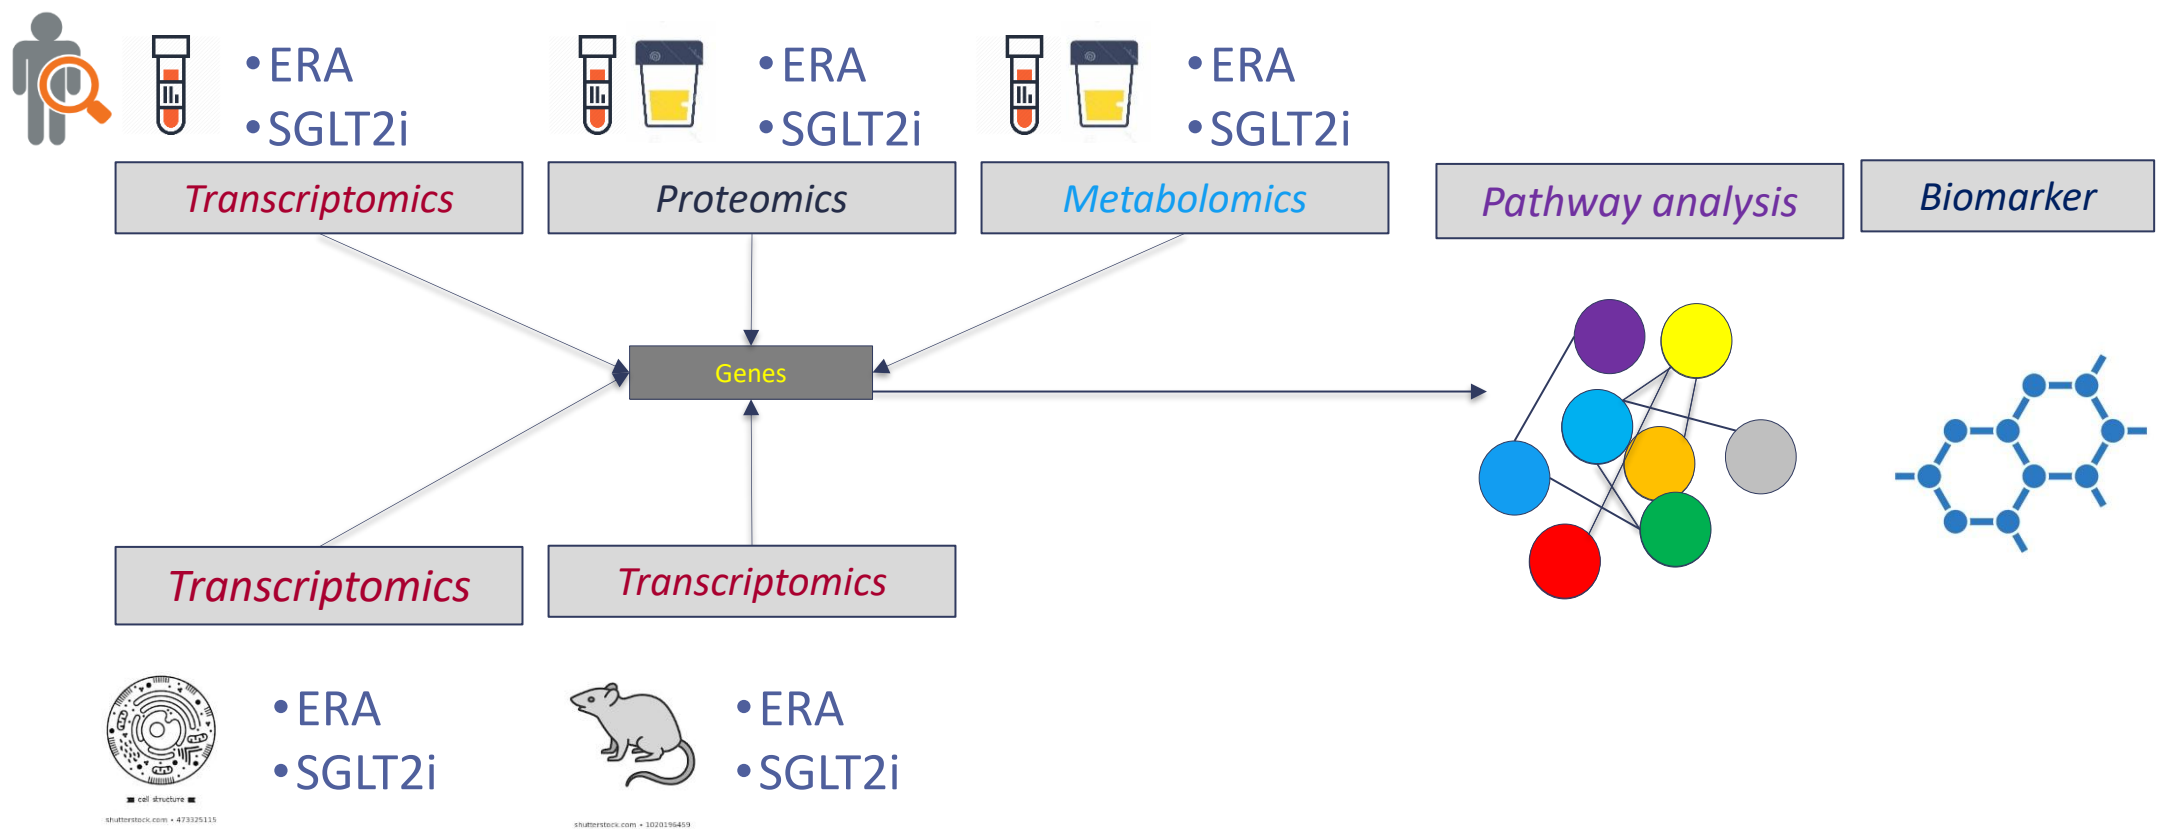 • ERA
• SGLT2i
• ERA
• SGLT2i
• ERA
• SGLT2i
Transcriptomics
Proteomics
Metabolomics
Pathway analysis
Biomarker
Genes
Transcriptomics
Transcriptomics
• ERA
• SGLT2i
• ERA
• SGLT2i
cell structure
shutterstock.com • 473325115
shutterstock.com • 1020196459